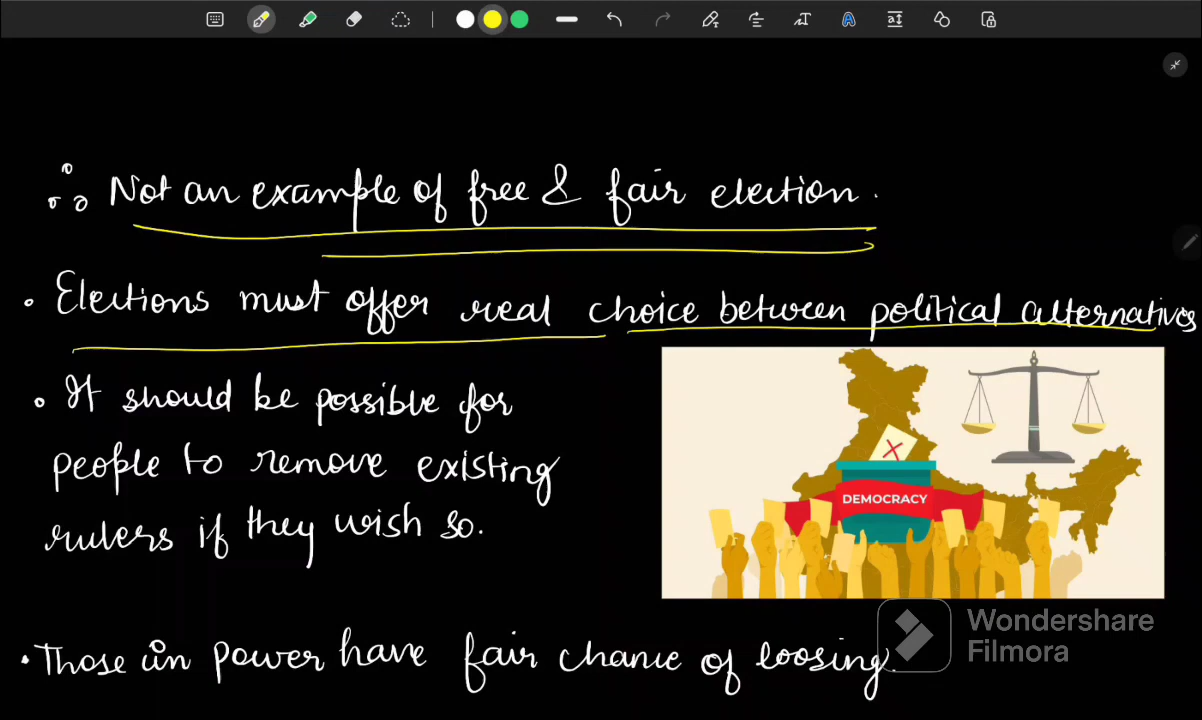 ∴ Not an example of free & fair election.
• Elections must offer real choice between political alternatives
• It should be possible for
people to remove existing
rulers if they wish so.
DEMOCRACY
• Those in power have fair chance of loosing.
Wondershare
Filmora